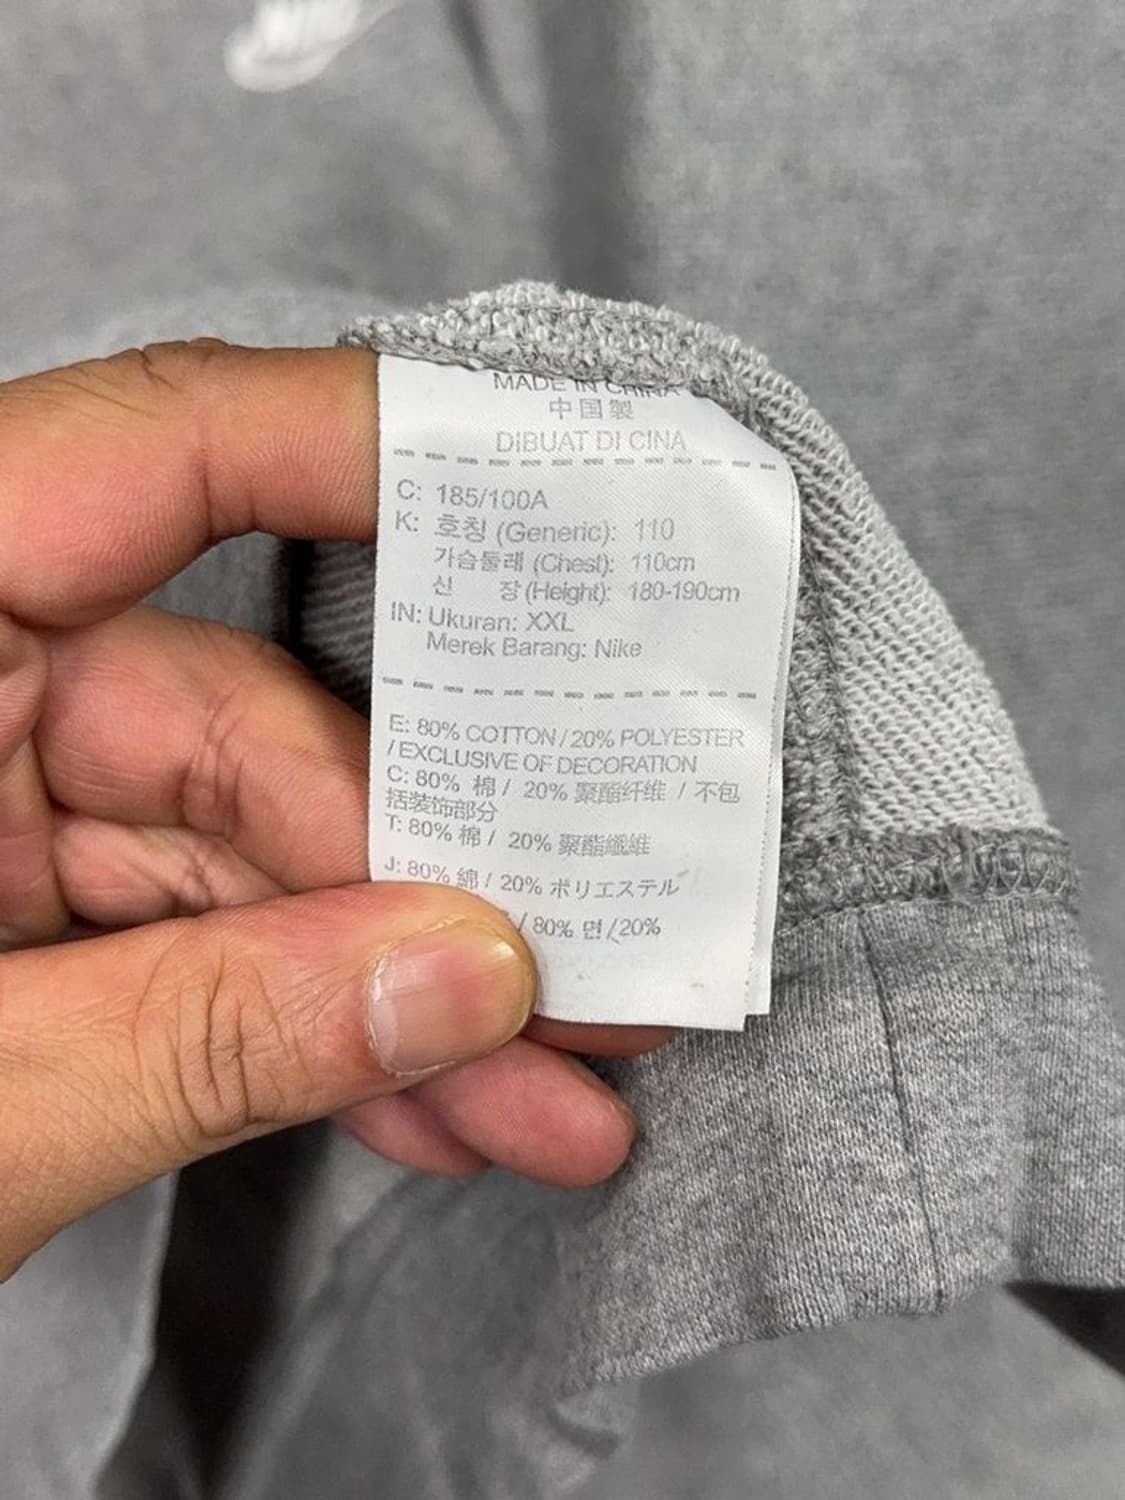 MADE IN CHINA
中国製
DIBUAT DI CINA
C: 185/100A
K: 호칭 (Generic): 110
가슴둘레 (Chest): 110cm
신 장 (Height): 180-190cm
IN: Ukuran: XXL
Merek Barang: Nike
E: 80% COTTON / 20% POLYESTER
/ EXCLUSIVE OF DECORATION
C: 80% 棉 / 20% 聚酯纤维 / 不包
括装饰部分
T: 80% 棉 / 20% 聚酯纖維
J: 80% 綿 / 20% ポリエステル
/ 80% 면 / 20%